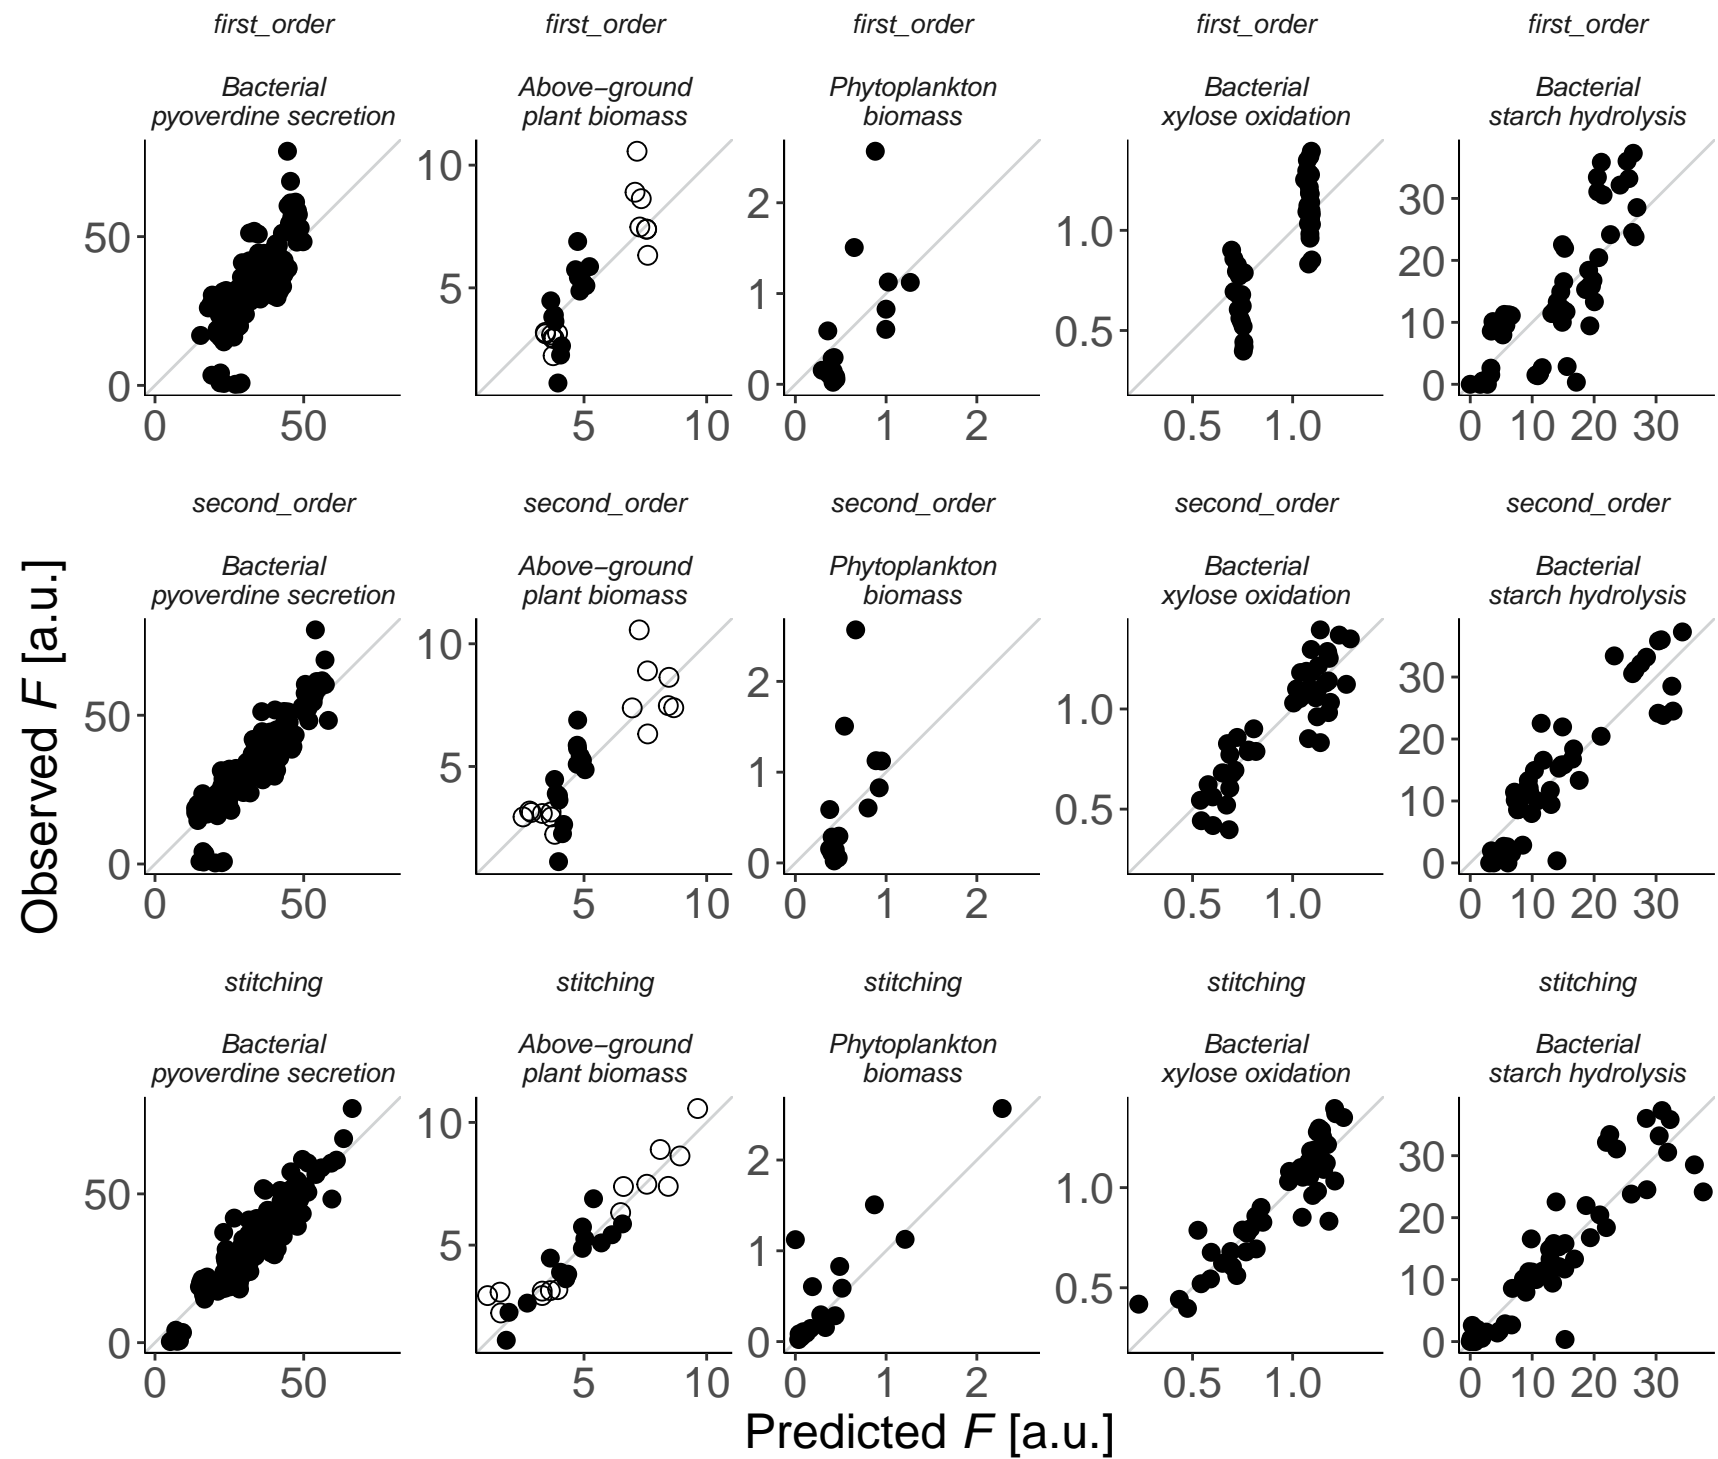 first_order first_order first_order first_order first_order
Bacterial Above−ground Phytoplankton Bacterial Bacterial
pyoverdine secretion plant biomass biomass xylose oxidation starch hydrolysis
50
0
0 50
10
5
5 10
2
1
0
0 1 2
1.0
0.5
0.5 1.0
30
20
10
0
0 10 20 30
second_order second_order second_order second_order second_order
Bacterial Above−ground Phytoplankton Bacterial Bacterial
pyoverdine secretion plant biomass biomass xylose oxidation starch hydrolysis
50
0
0 50
10
5
5 10
2
1
0
0 1 2
1.0
0.5
0.5 1.0
30
20
10
0
0 10 20 30
stitching stitching stitching stitching stitching
Bacterial Above−ground Phytoplankton Bacterial Bacterial
pyoverdine secretion plant biomass biomass xylose oxidation starch hydrolysis
50
0
0 50
10
5
5 10
2
1
0
0 1 2
1.0
0.5
0.5 1.0
30
20
10
0
0 10 20 30
Observed F [a.u.]
Predicted F [a.u.]